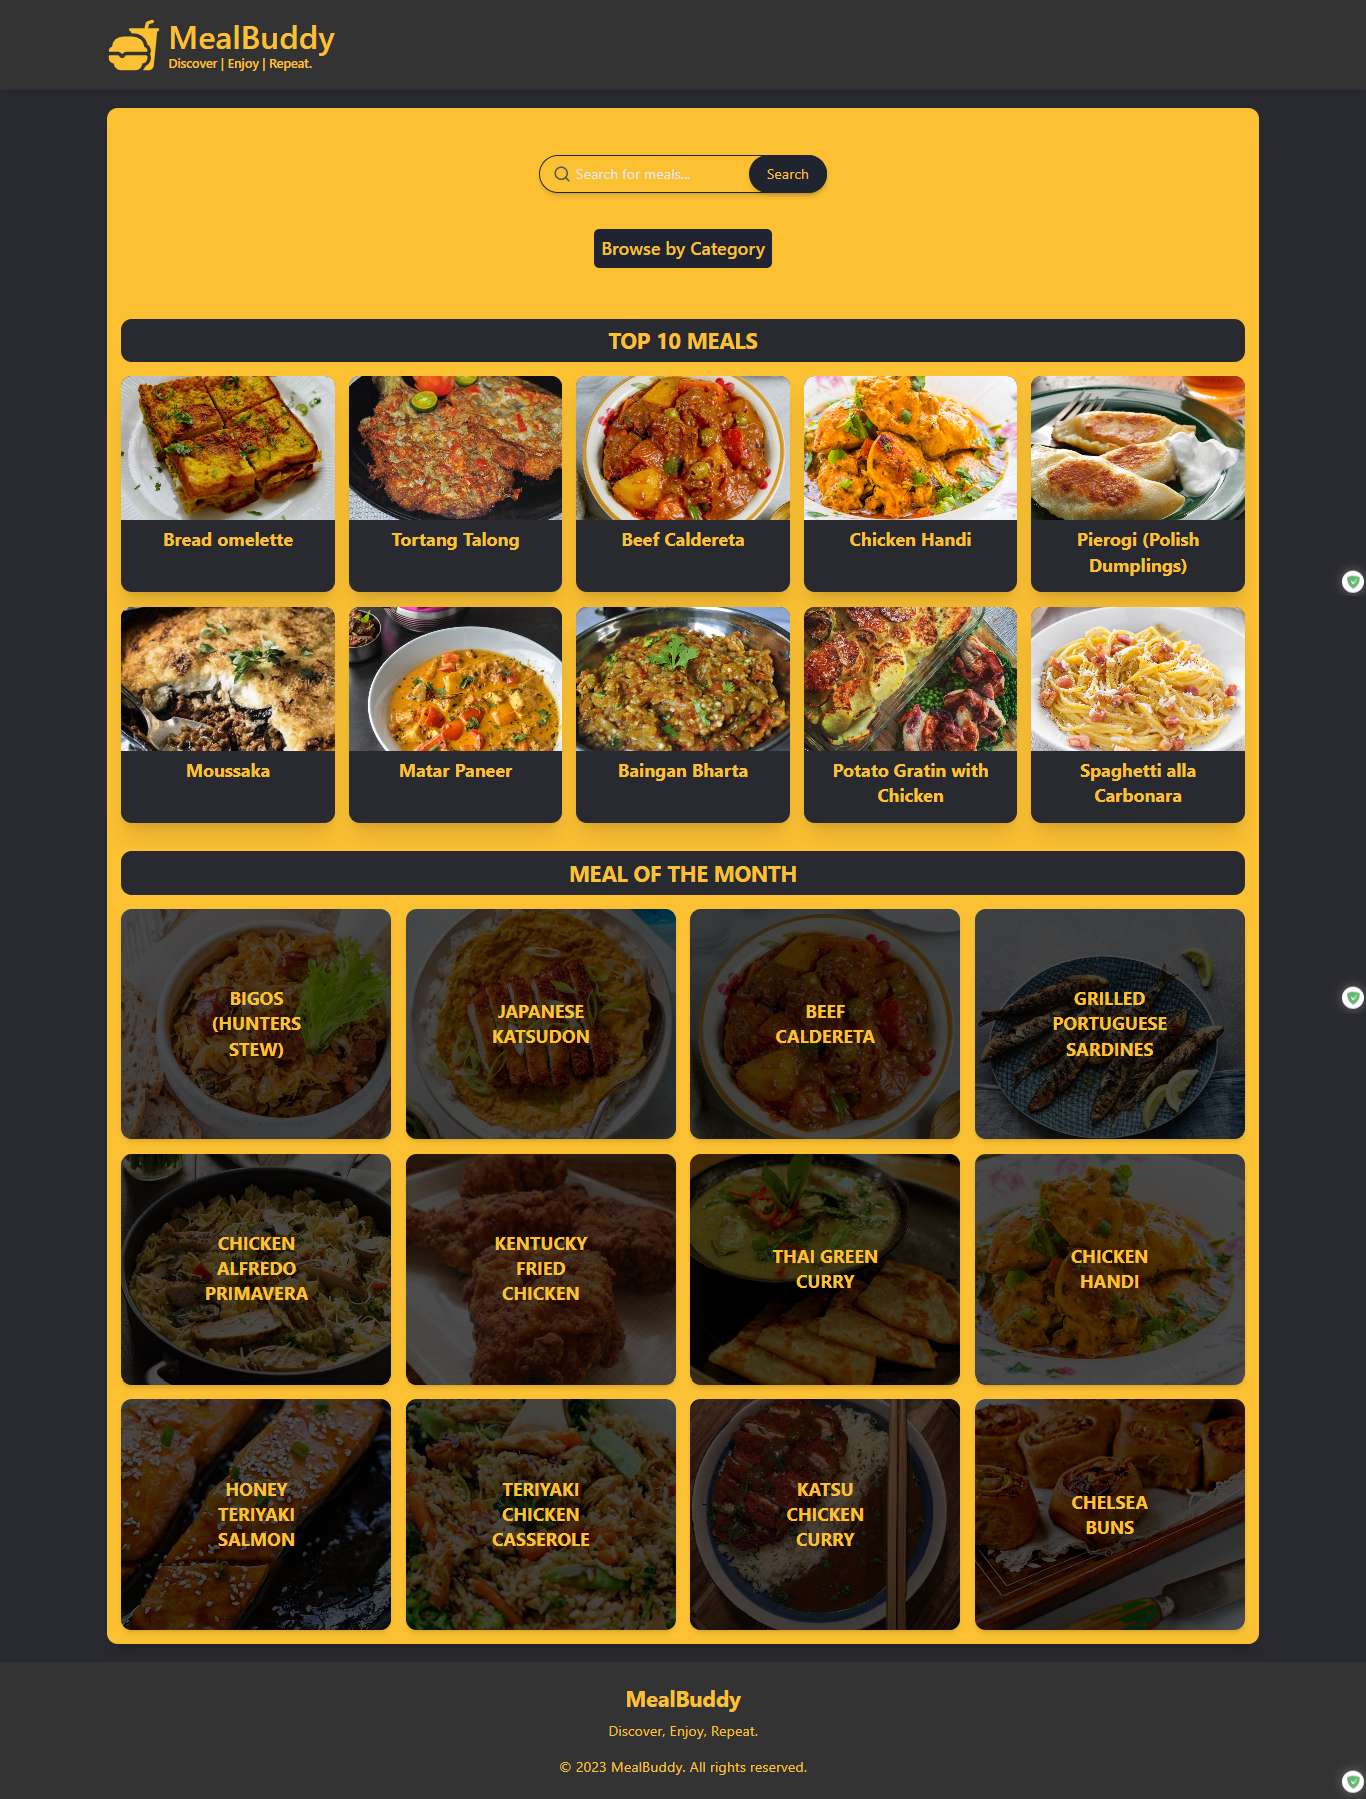 MealBuddy
Discover | Enjoy | Repeat.
Search for meals...
Search
Browse by Category
TOP 10 MEALS
Bread omelette
Tortang Talong
Beef Caldereta
Chicken Handi
Pierogi (Polish
Dumplings)
Moussaka
Matar Paneer
Baingan Bharta
Potato Gratin with
Chicken
Spaghetti alla
Carbonara
MEAL OF THE MONTH
BIGOS
(HUNTERS
STEW)
JAPANESE
KATSUDON
BEEF
CALDERETA
GRILLED
PORTUGUESE
SARDINES
CHICKEN
ALFREDO
PRIMAVERA
KENTUCKY
FRIED
CHICKEN
THAI GREEN
CURRY
CHICKEN
HANDI
HONEY
TERIYAKI
SALMON
TERIYAKI
CHICKEN
CASSEROLE
KATSU
CHICKEN
CURRY
CHELSEA
BUNS
MealBuddy
Discover, Enjoy, Repeat.
© 2023 MealBuddy. All rights reserved.